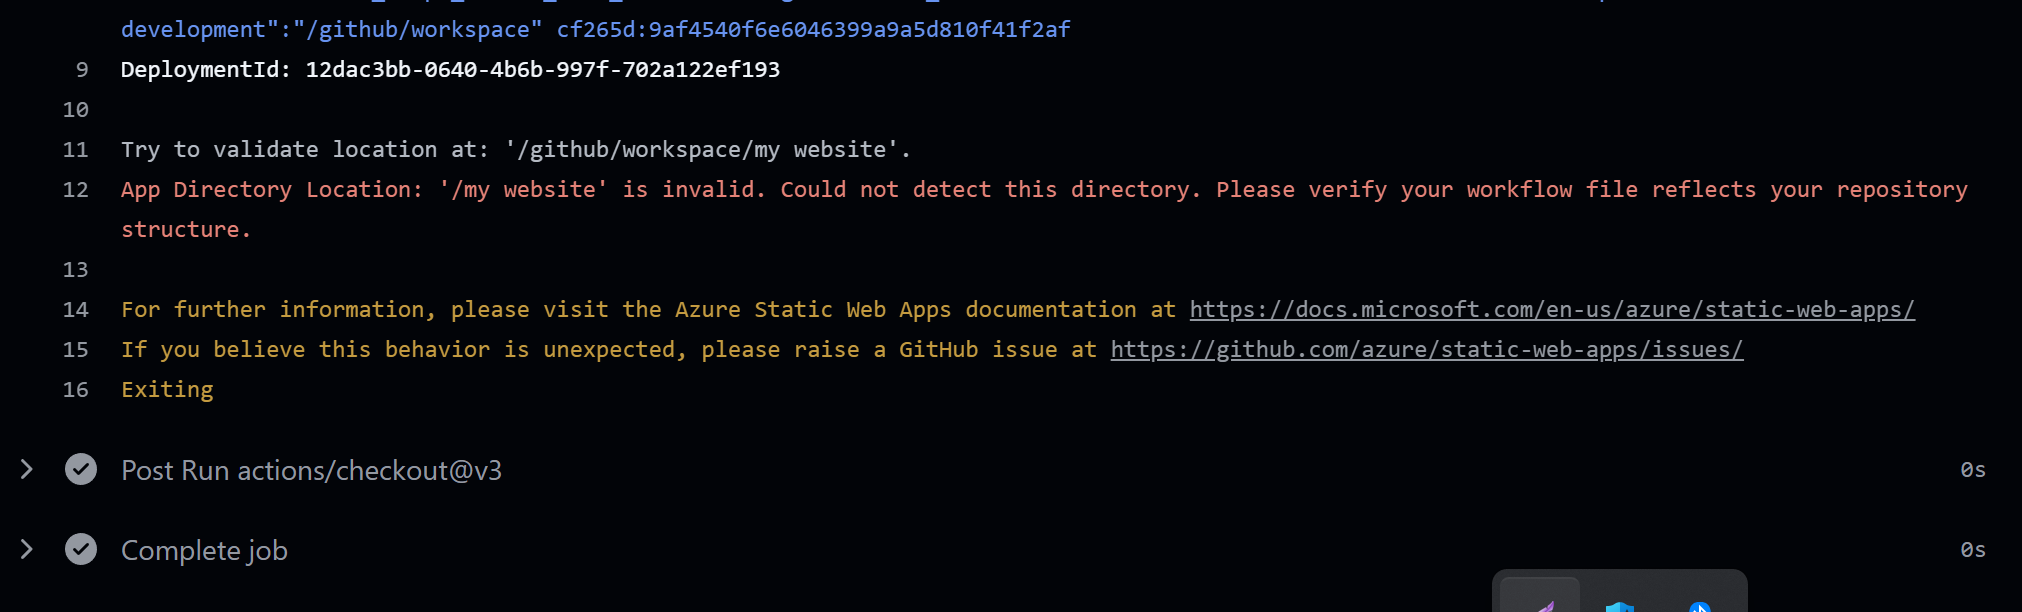 development":"/github/workspace" cf265d:9af4540f6e6046399a9a5d810f41f2af
9 DeploymentId: 12dac3bb-0640-4b6b-997f-702a122ef193
10
11 Try to validate location at: '/github/workspace/my website'.
12 App Directory Location: '/my website' is invalid. Could not detect this directory. Please verify your workflow file reflects your repository
structure.
13
14 For further information, please visit the Azure Static Web Apps documentation at https://docs.microsoft.com/en-us/azure/static-web-apps/
15 If you believe this behavior is unexpected, please raise a GitHub issue at https://github.com/azure/static-web-apps/issues/
16 Exiting
Post Run actions/checkout@v3 0s
Complete job 0s